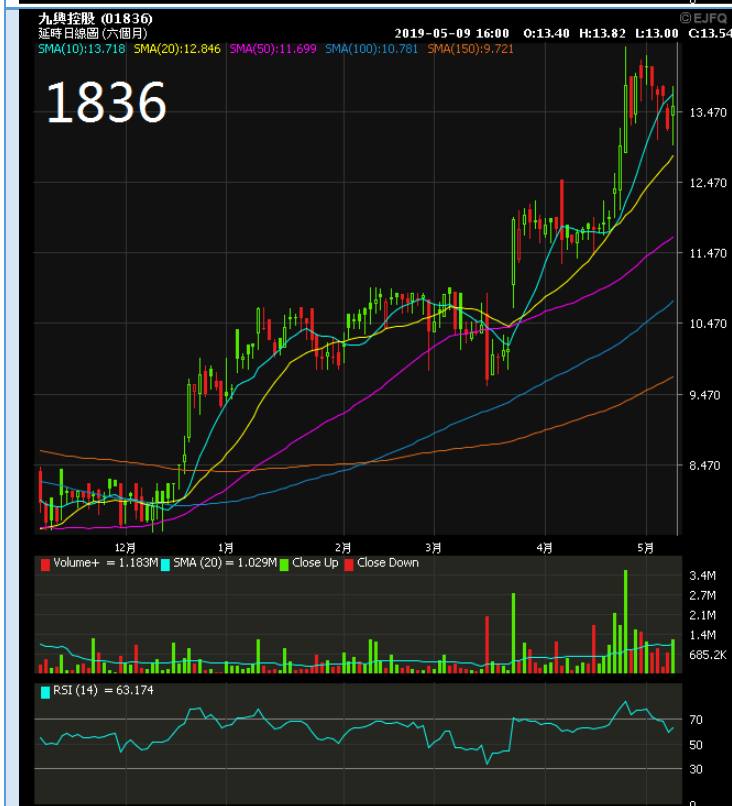 九興控股 (01836)
©EJFQ
延時日線圖 (六個月)
2019-05-09 16:00 O:13.40 H:13.82 L:13.00 C:13.54
SMA(10):13.718 SMA(20):12.846 SMA(50):11.699 SMA(100):10.781 SMA(150):9.721
1836
13.470
12.470
11.470
10.470
9.470
8.470
12月 1月 2月 3月 4月 5月
Volume+ = 1.183M SMA (20) = 1.029M Close Up Close Down
3.4M
2.7M
2.1M
1.4M
685.2K
RSI (14) = 63.174
70
50
30